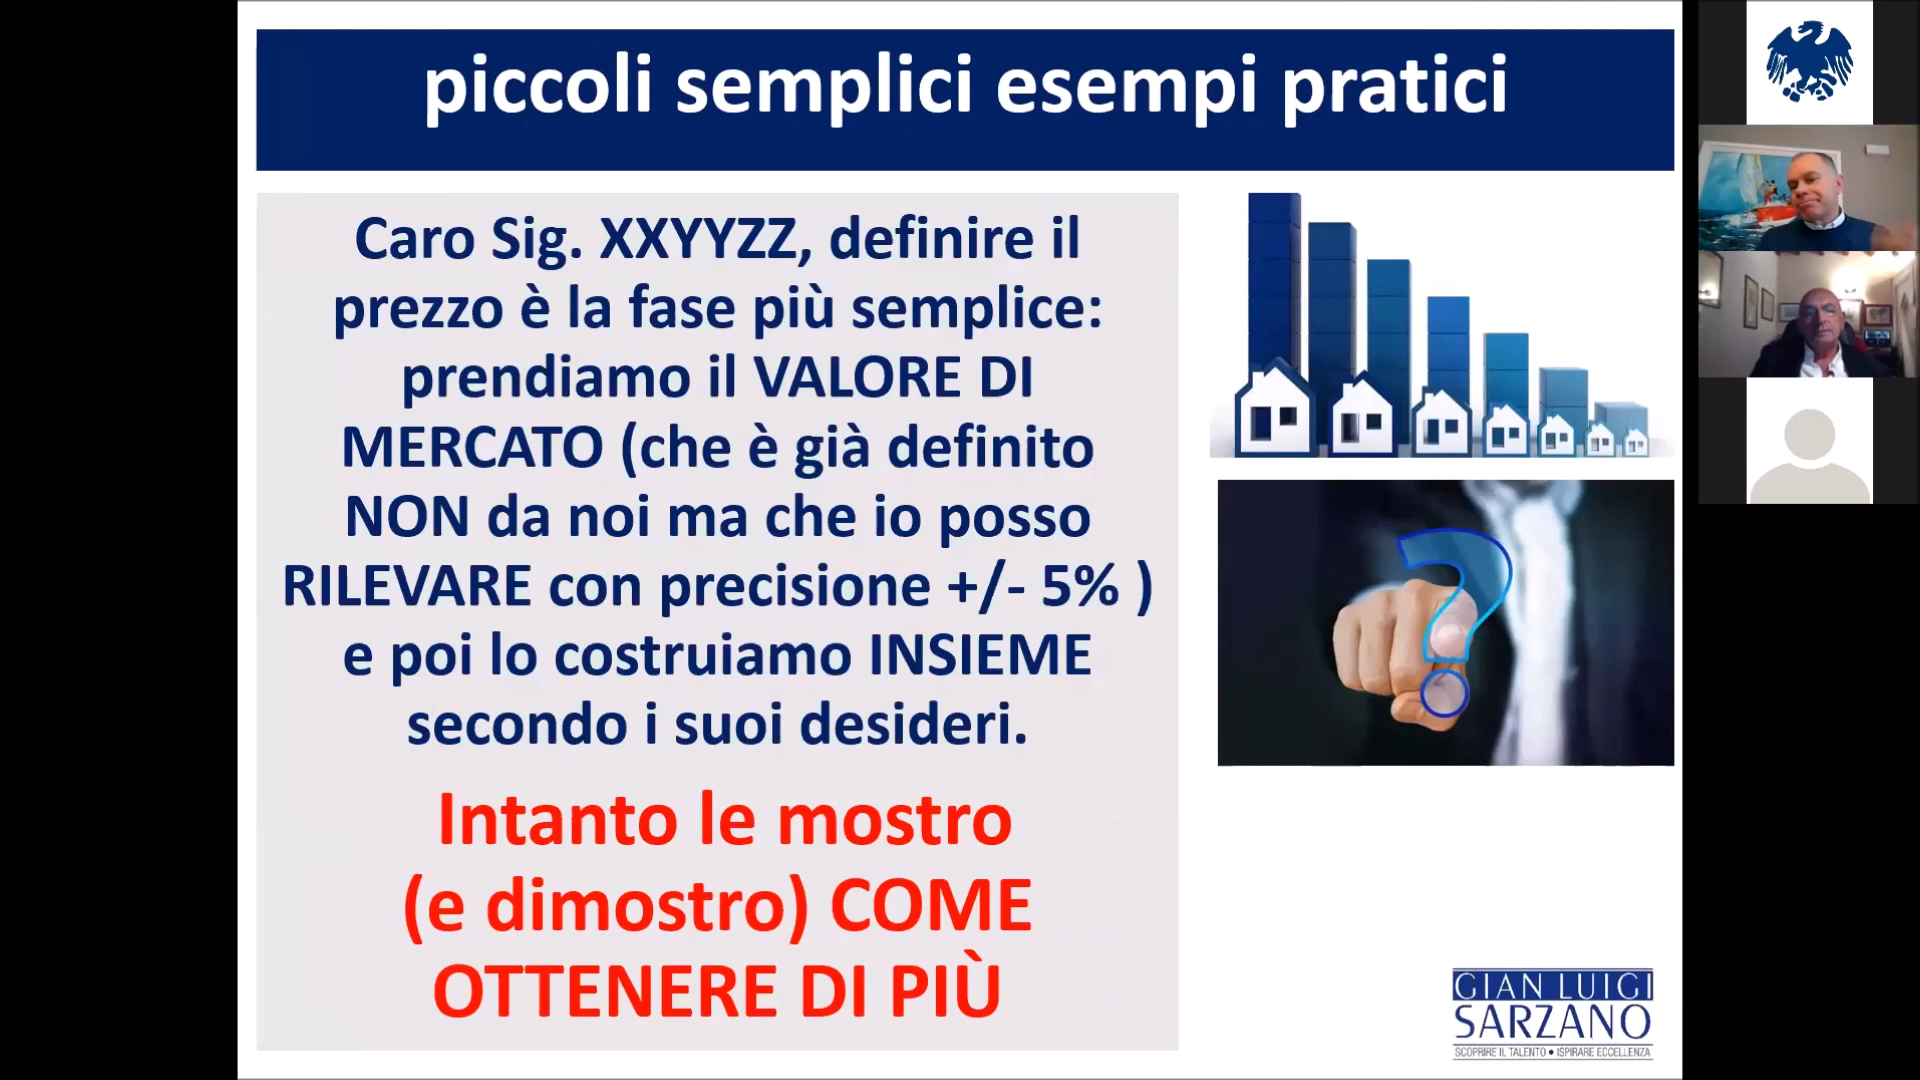 piccoli semplici esempi pratici
Caro Sig. XXYYZZ, definire il
prezzo è la fase più semplice:
prendiamo il VALORE DI
MERCATO (che è già definito
NON da noi ma che io posso
RILEVARE con precisione +/- 5% )
e poi lo costruiamo INSIEME
secondo i suoi desideri.
Intanto le mostro
(e dimostro) COME
OTTENERE DI PIÙ
GIAN LUIGI
SARZANO
SCOPRIRE IL TALENTO • ISPIRARE ECCELLENZA